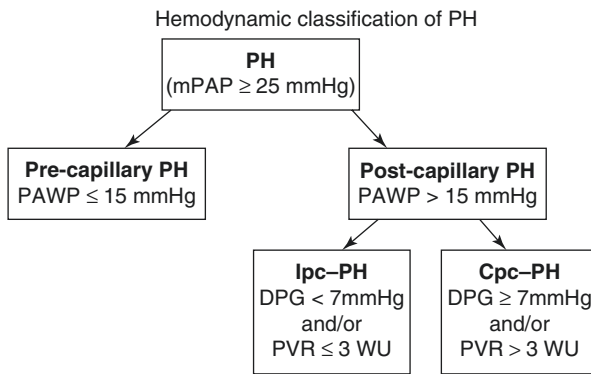 Hemodynamic classification of PH
PH
(mPAP ≥ 25 mmHg)
Pre-capillary PH
PAWP ≤ 15 mmHg
Post-capillary PH
PAWP > 15 mmHg
Ipc–PH
DPG < 7mmHg
and/or
PVR ≤ 3 WU
Cpc–PH
DPG ≥ 7mmHg
and/or
PVR > 3 WU